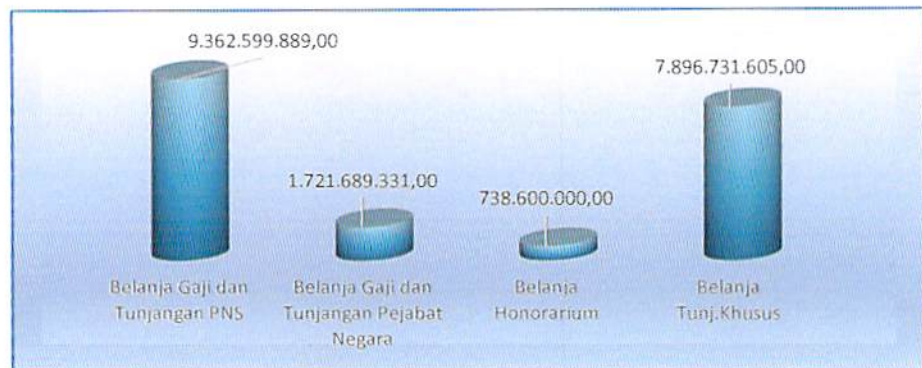 9.362.599.889,00
7.896.731.605,00
1.721.689.331,00
738.600.000,00
Belanja Gaji dan
Tunjangan PNS
Belanja Gaji dan
Tunjangan Pejabat
Negara
Belanja
Honorarium
Belanja
Tunj.Khusus